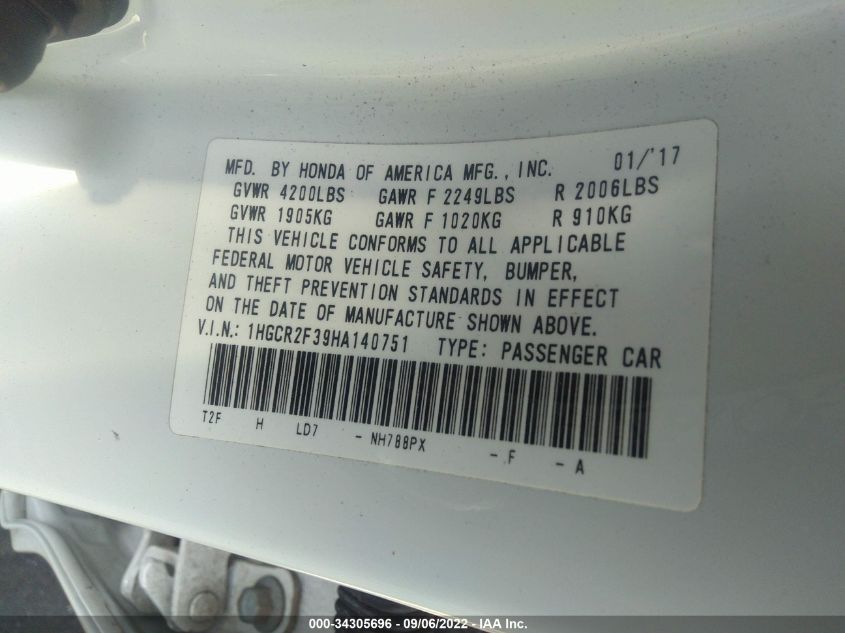 MFD. BY HONDA OF AMERICA MFG., INC. 01/'17
GVWR 4200LBS GAWR F 2249LBS R 2006LBS
GVWR 1905KG GAWR F 1020KG R 910KG
THIS VEHICLE CONFORMS TO ALL APPLICABLE
FEDERAL MOTOR VEHICLE SAFETY, BUMPER,
AND THEFT PREVENTION STANDARDS IN EFFECT
ON THE DATE OF MANUFACTURE SHOWN ABOVE.
V.I.N.: 1HGCR2F39HA140751 TYPE: PASSENGER CAR
T2F H LD7 - NH788PX - F - A
000-34305696 - 09/06/2022 - IAA Inc.